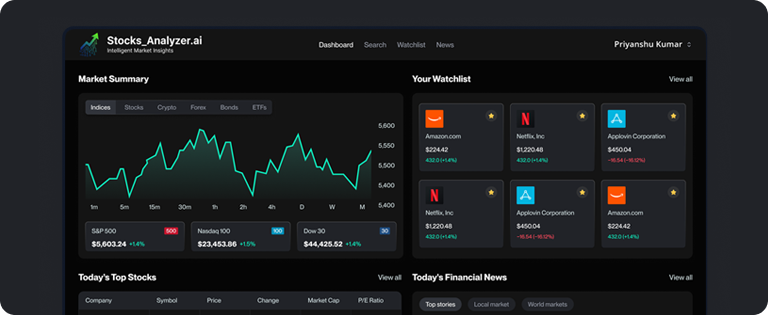 Stocks_Analyzer.ai
Intelligent Market Insights
Dashboard Search Watchlist News
Priyanshu Kumar
Market Summary
Indices Stocks Crypto Forex Bonds ETFs
5,600
5,550
5,500
5,400
5,400
1m 5m 15m 30m 1h 2h 4h D W M
S&P 500 500
$5,603.24 +1.4%
Nasdaq 100 100
$23,453.86 +1.5%
Dow 30 30
$44,425.52 +1.4%
Your Watchlist View all
Amazon.com
$224.42
432.0 (+1.4%)
Netflix, Inc
$1,220.48
432.0 (+1.4%)
Applovin Corporation
$450.04
-16.54 (-16.12%)
Netflix, Inc
$1,220.48
432.0 (+1.4%)
Applovin Corporation
$450.04
-16.54 (-16.12%)
Amazon.com
$224.42
432.0 (+1.4%)
Today's Top Stocks View all
Company Symbol Price Change Market Cap P/E Ratio
Today's Financial News View all
Top stories Local market World markets